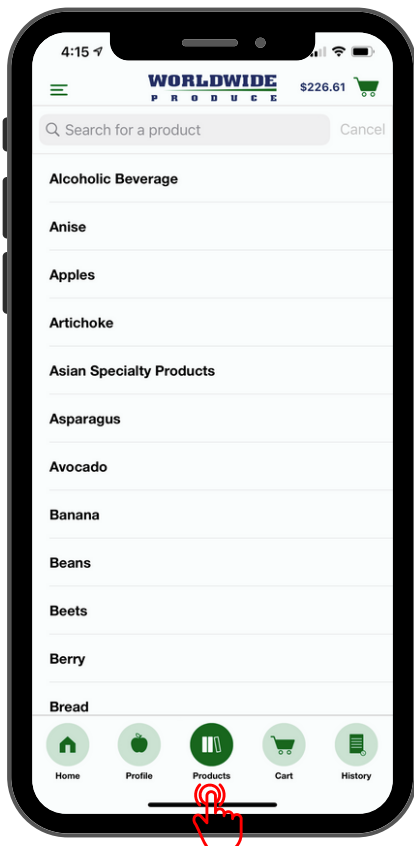 4:15
WORLDWIDE
PRODUCE
$226.61
Search for a product
Cancel
Alcoholic Beverage
Anise
Apples
Artichoke
Asian Specialty Products
Asparagus
Avocado
Banana
Beans
Beets
Berry
Bread
Home Profile Products Cart History